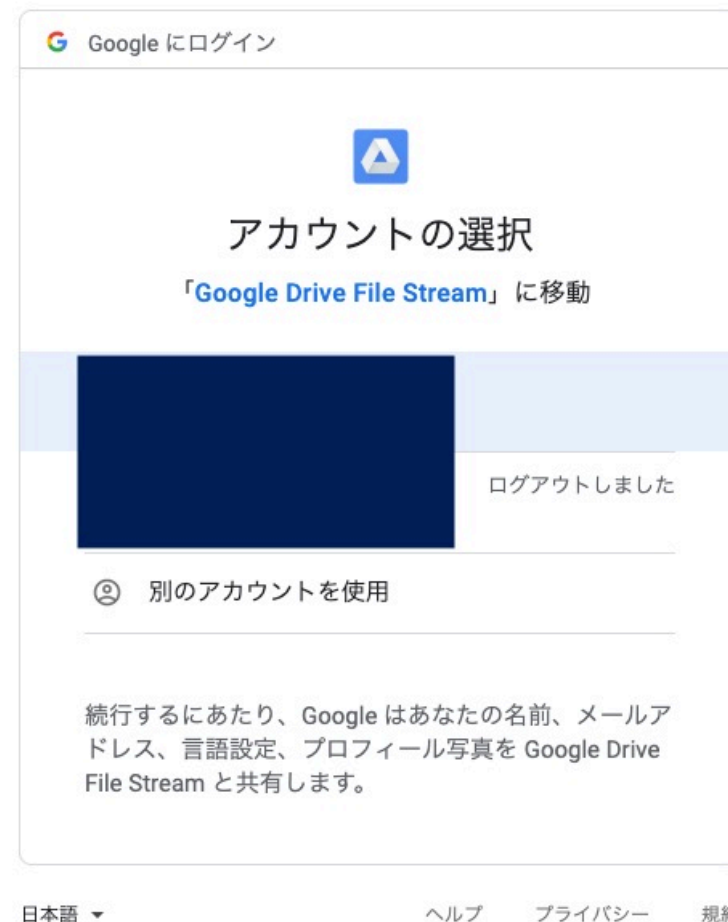 Google にログイン
アカウントの選択
「Google Drive File Stream」に移動
ログアウトしました
別のアカウントを使用
続行するにあたり、Google はあなたの名前、メールア
ドレス、言語設定、プロフィール写真を Google Drive
File Stream と共有します。
日本語 ヘルプ プライバシー